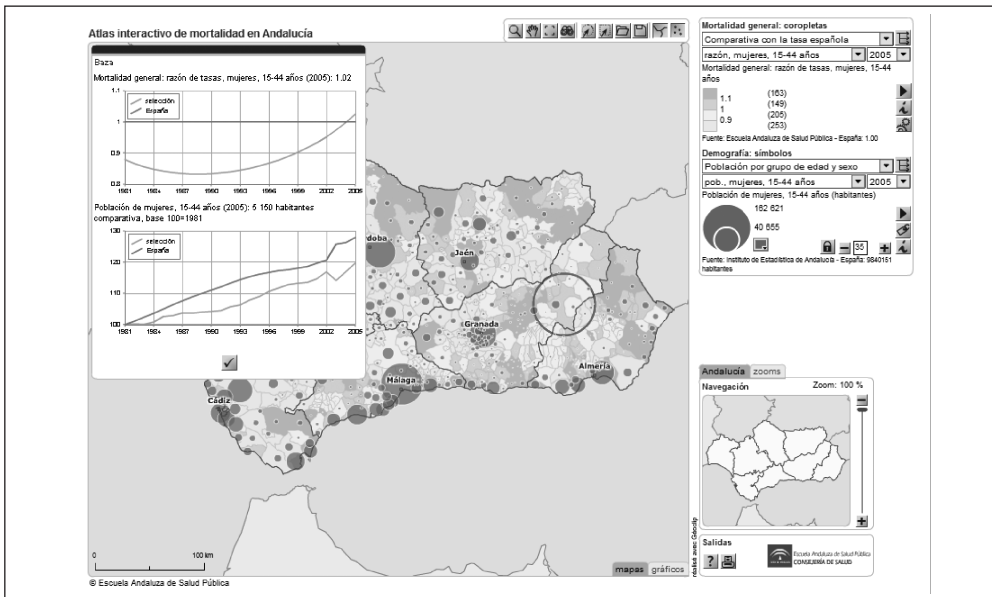 Atlas interactivo de mortalidad en Andalucía
Baza
Mortalidad general: razón de tasas, mujeres, 15-44 años (2005): 1.02
1.1
1
0.9
0.8
selección
España
1981 1984 1987 1990 1993 1996 1999 2002 2005
Población de mujeres, 15-44 años (2005): 5 150 habitantes
comparativa, base 100=1981
130
120
110
100
selección
España
1981 1984 1987 1990 1993 1996 1999 2002 2005
Jaén
Granada
Almería
Málaga
Cádiz
0 100 km
mapas gráficos
© Escuela Andaluza de Salud Pública
Mortalidad general: coropletas
Comparativa con la tasa española
razón, mujeres, 15-44 años 2005
Mortalidad general: razón de tasas, mujeres, 15-44
años
1.1
1
0.9
(163)
(149)
(205)
(253)
Fuente: Escuela Andaluza de Salud Pública - España: 1.00
Demografía: símbolos
Población por grupo de edad y sexo
pob., mujeres, 15-44 años 2005
Población de mujeres, 15-44 años (habitantes)
162 621
40 655
35
Fuente: Instituto de Estadística de Andalucía - España: 9840151
habitantes
Andalucía zooms
Navegación Zoom: 100 %
Salidas
Escuela Andaluza de Salud Pública
CONSEJERÍA DE SALUD